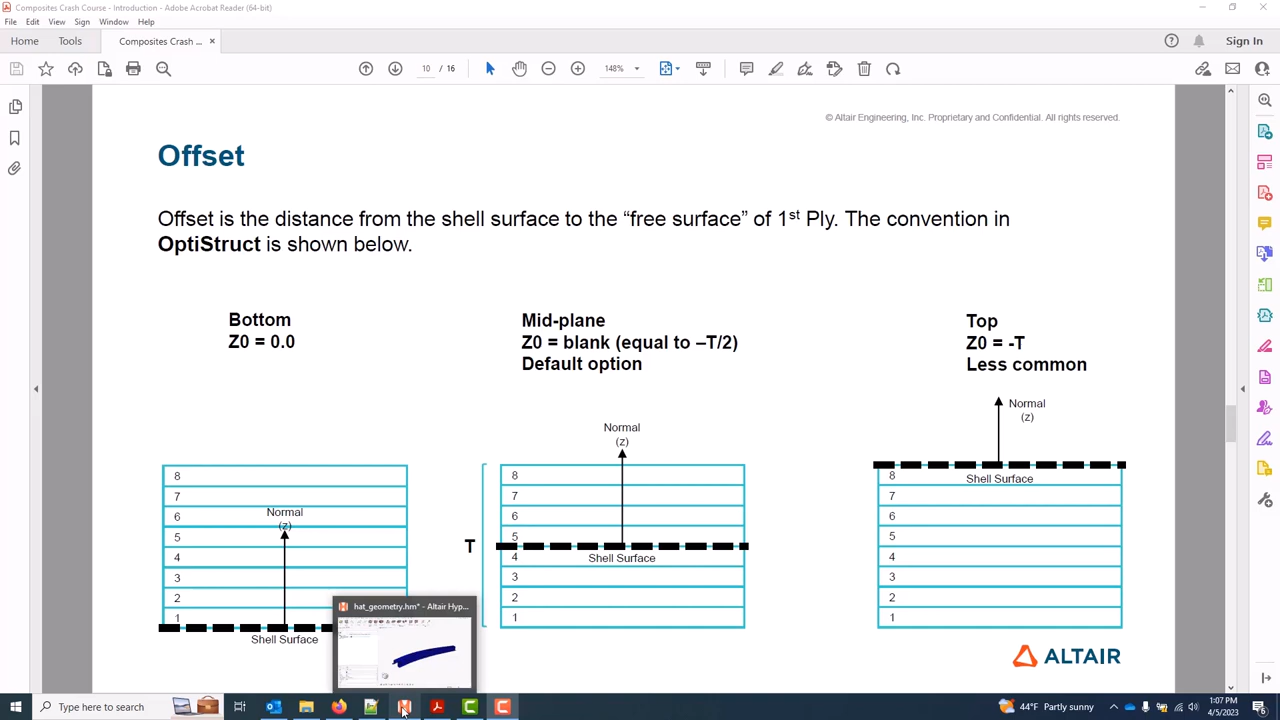 Composites Crash Course - Introduction - Adobe Acrobat Reader (64-bit)
File Edit View Sign Window Help
Home Tools Composites Crash ... × Sign In
10 / 16 148%
© Altair Engineering, Inc. Proprietary and Confidential. All rights reserved.
Offset
Offset is the distance from the shell surface to the “free surface” of 1st Ply. The convention in
OptiStruct is shown below.
Bottom
Z0 = 0.0
Mid-plane
Z0 = blank (equal to –T/2)
Default option
Top
Z0 = -T
Less common
8
7
6
5
4
3
2
1
Normal
(z)
Shell Surface
T
Normal
(z)
8
7
6
5
4
3
2
1
Shell Surface
Normal
(z)
8
7
6
5
4
3
2
1
Shell Surface
hat_geometry.hm* - Altair Hyp...
ALTAIR
Type here to search
44°F Partly sunny
1:07 PM
4/5/2023
6